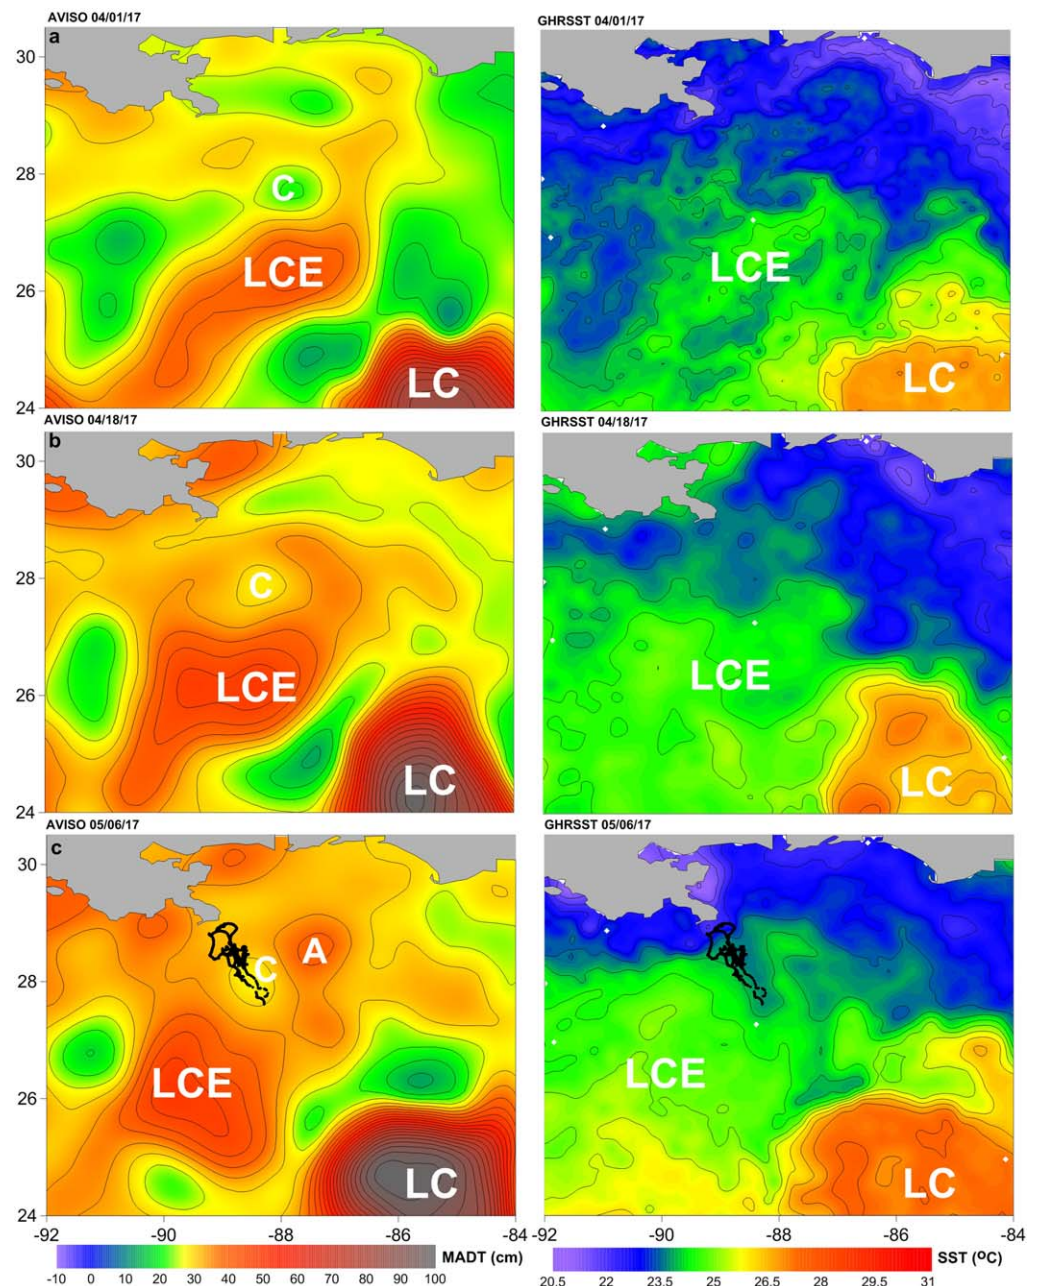 AVISO 04/01/17
GHRSST 04/01/17
a
30
28
26
24
C
LCE
LC
LCE
LC
AVISO 04/18/17
GHRSST 04/18/17
b
30
28
26
24
C
LCE
LC
LCE
LC
AVISO 05/06/17
GHRSST 05/06/17
c
30
28
26
24
A
C
LCE
LC
LCE
LC
-92 -90 -88 -86 -84
-92 -90 -88 -86 -84
MADT (cm)
-10 0 10 20 30 40 50 60 70 80 90 100
SST (ºC)
20.5 22 23.5 25 26.5 28 29.5 31